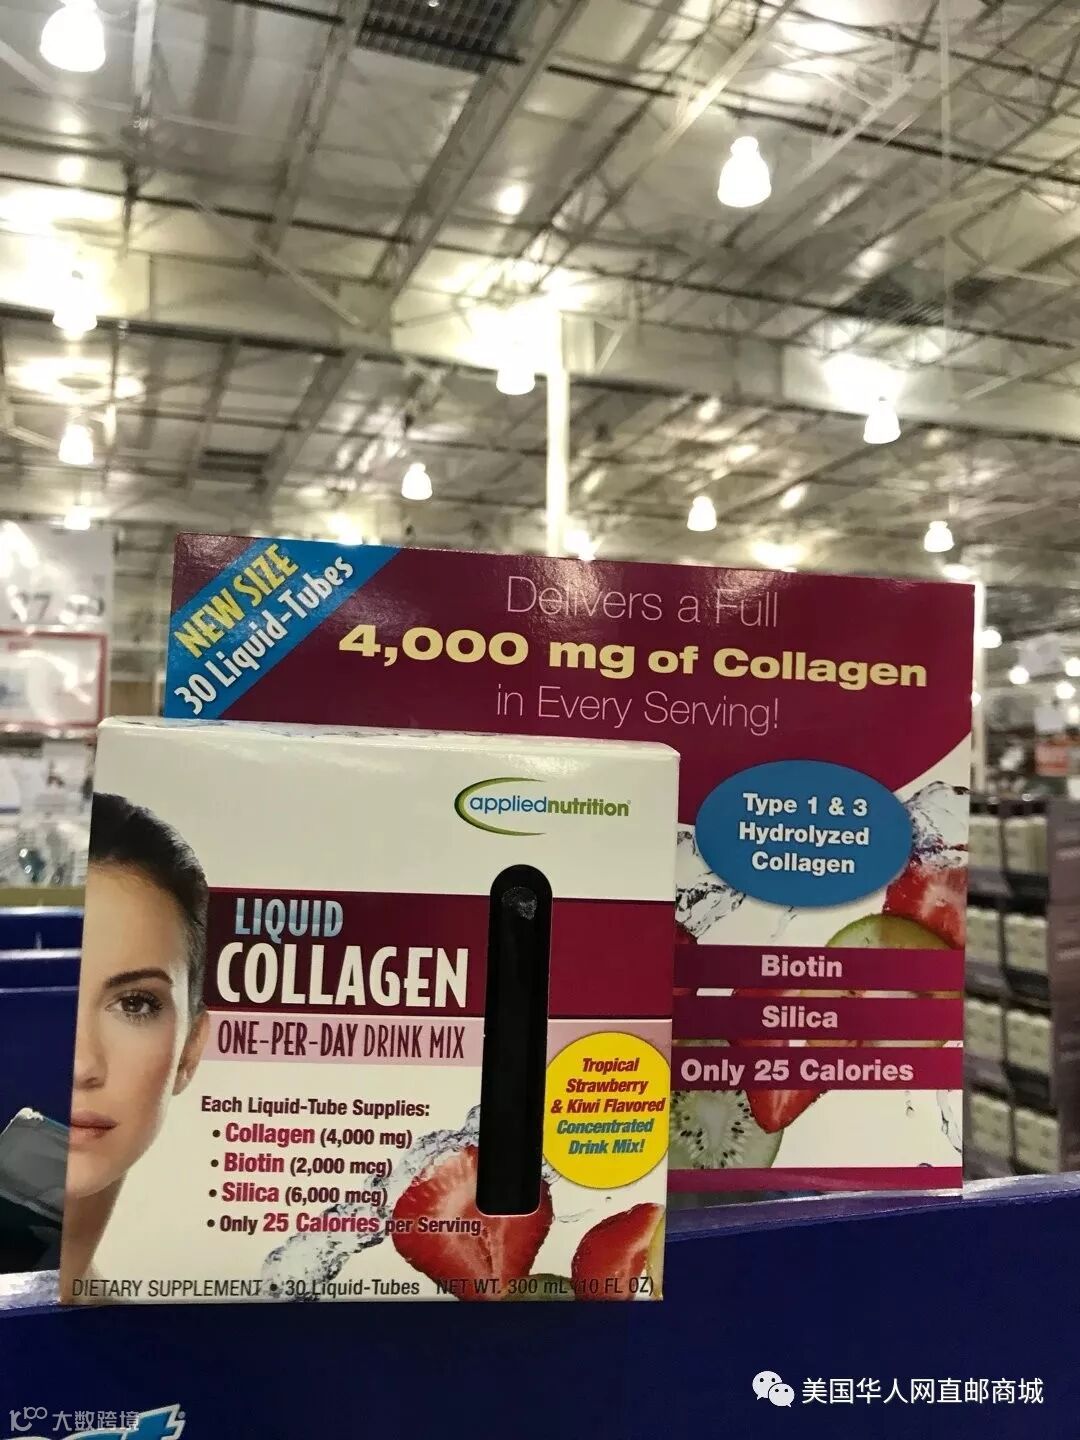 NEW SIZE
30 Liquid-Tubes
Delivers a Full
4,000 mg of Collagen
in Every Serving!
Type 1 & 3
Hydrolyzed
Collagen
Biotin
Silica
Only 25 Calories
appliednutrition
LIQUID
COLLAGEN
ONE-PER-DAY DRINK MIX
Tropical
Strawberry
& Kiwi Flavored
Concentrated
Drink Mix!
Each Liquid-Tube Supplies:
• Collagen (4,000 mg)
• Biotin (2,000 mcg)
• Silica (6,000 mcg)
• Only 25 Calories per Serving
DIETARY SUPPLEMENT • 30 Liquid-Tubes NET WT. 300 mL (10 FL OZ)
美国华人网直邮商城
大数跨境